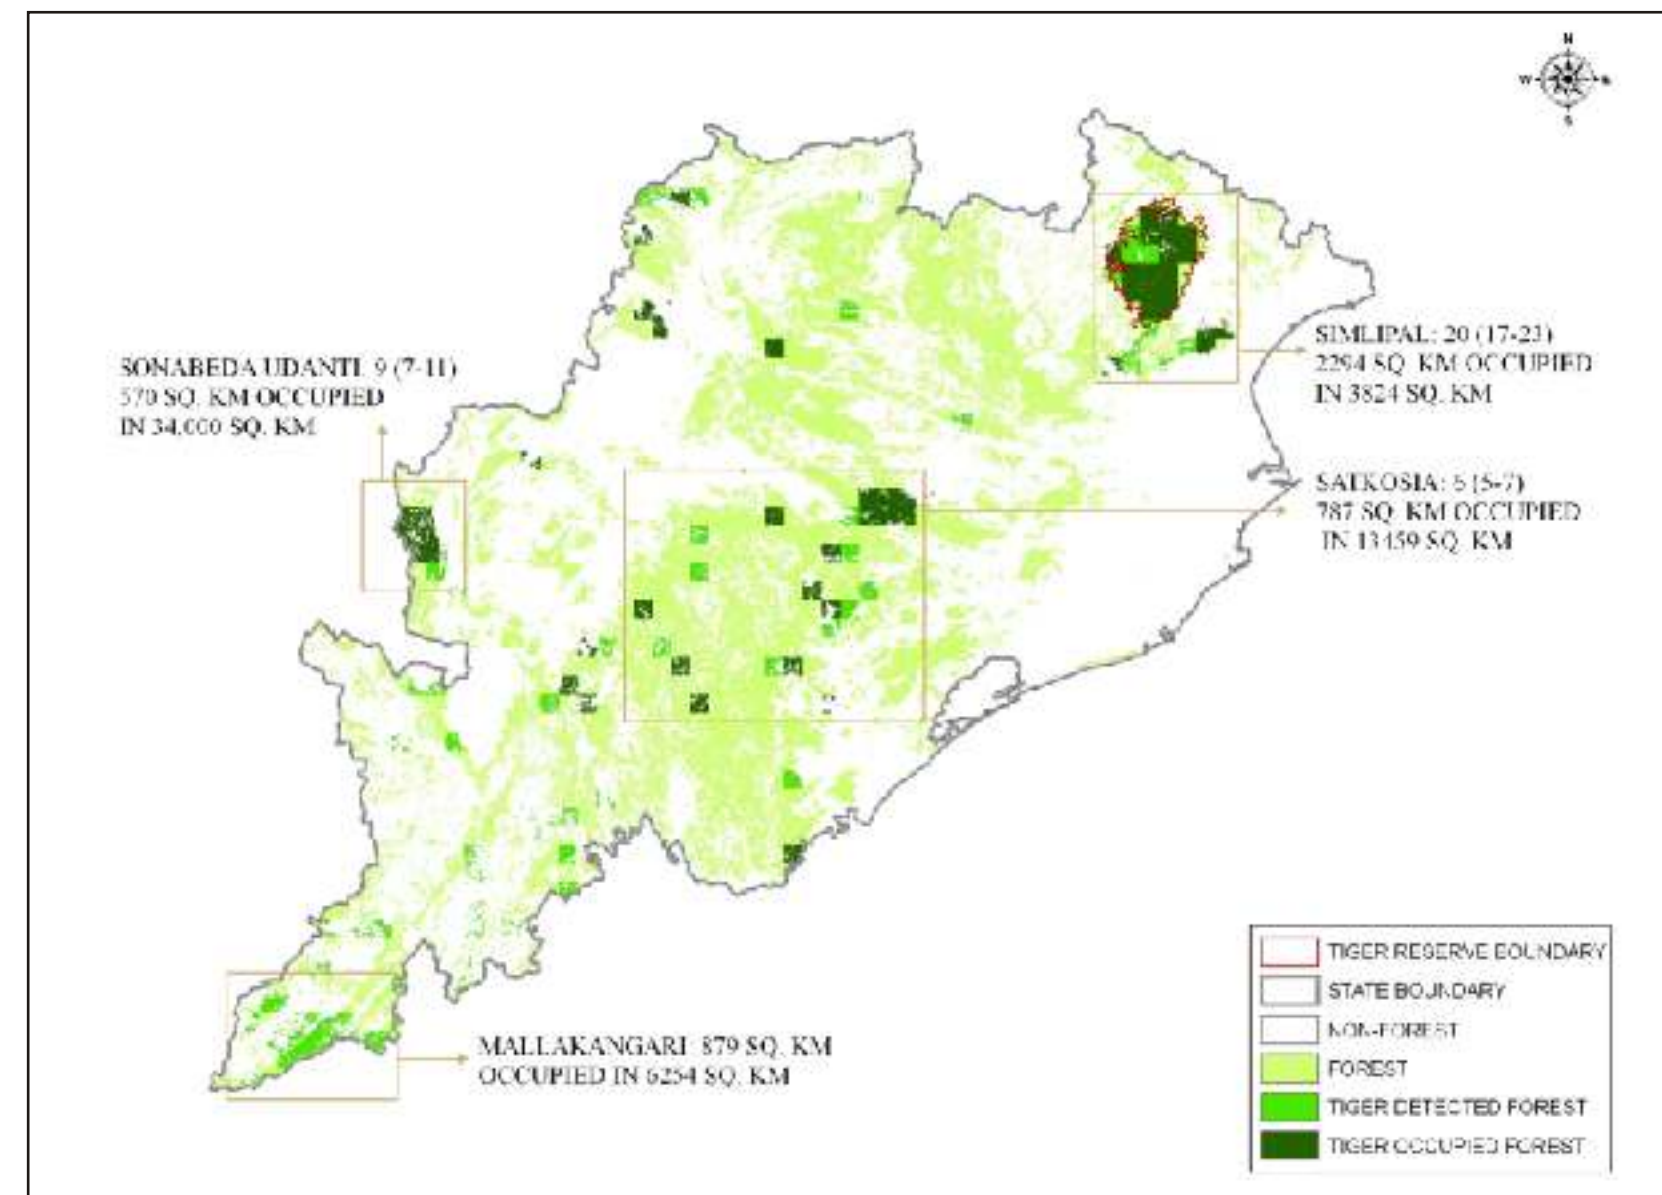 N
W
S
SIMLIPAL: 20 (17-23)
2294 SQ. KM OCCUPIED
IN 3824 SQ. KM
SONABEDA UDANTI 9 (7-11)
570 SQ. KM OCCUPIED
IN 34,000 SQ. KM
SATKOSIA: (5-7)
787 SQ. KM OCCUPIED
IN 13459 SQ. KM
MALLAKANGARI 879 SQ. KM
OCCUPIED IN 6254 SQ. KM
TIGER RESERVE BOUNDARY
STATE BOUNDARY
NON-FOREST
FOREST
TIGER DETECTED FOREST
TIGER OCCUPIED FOREST